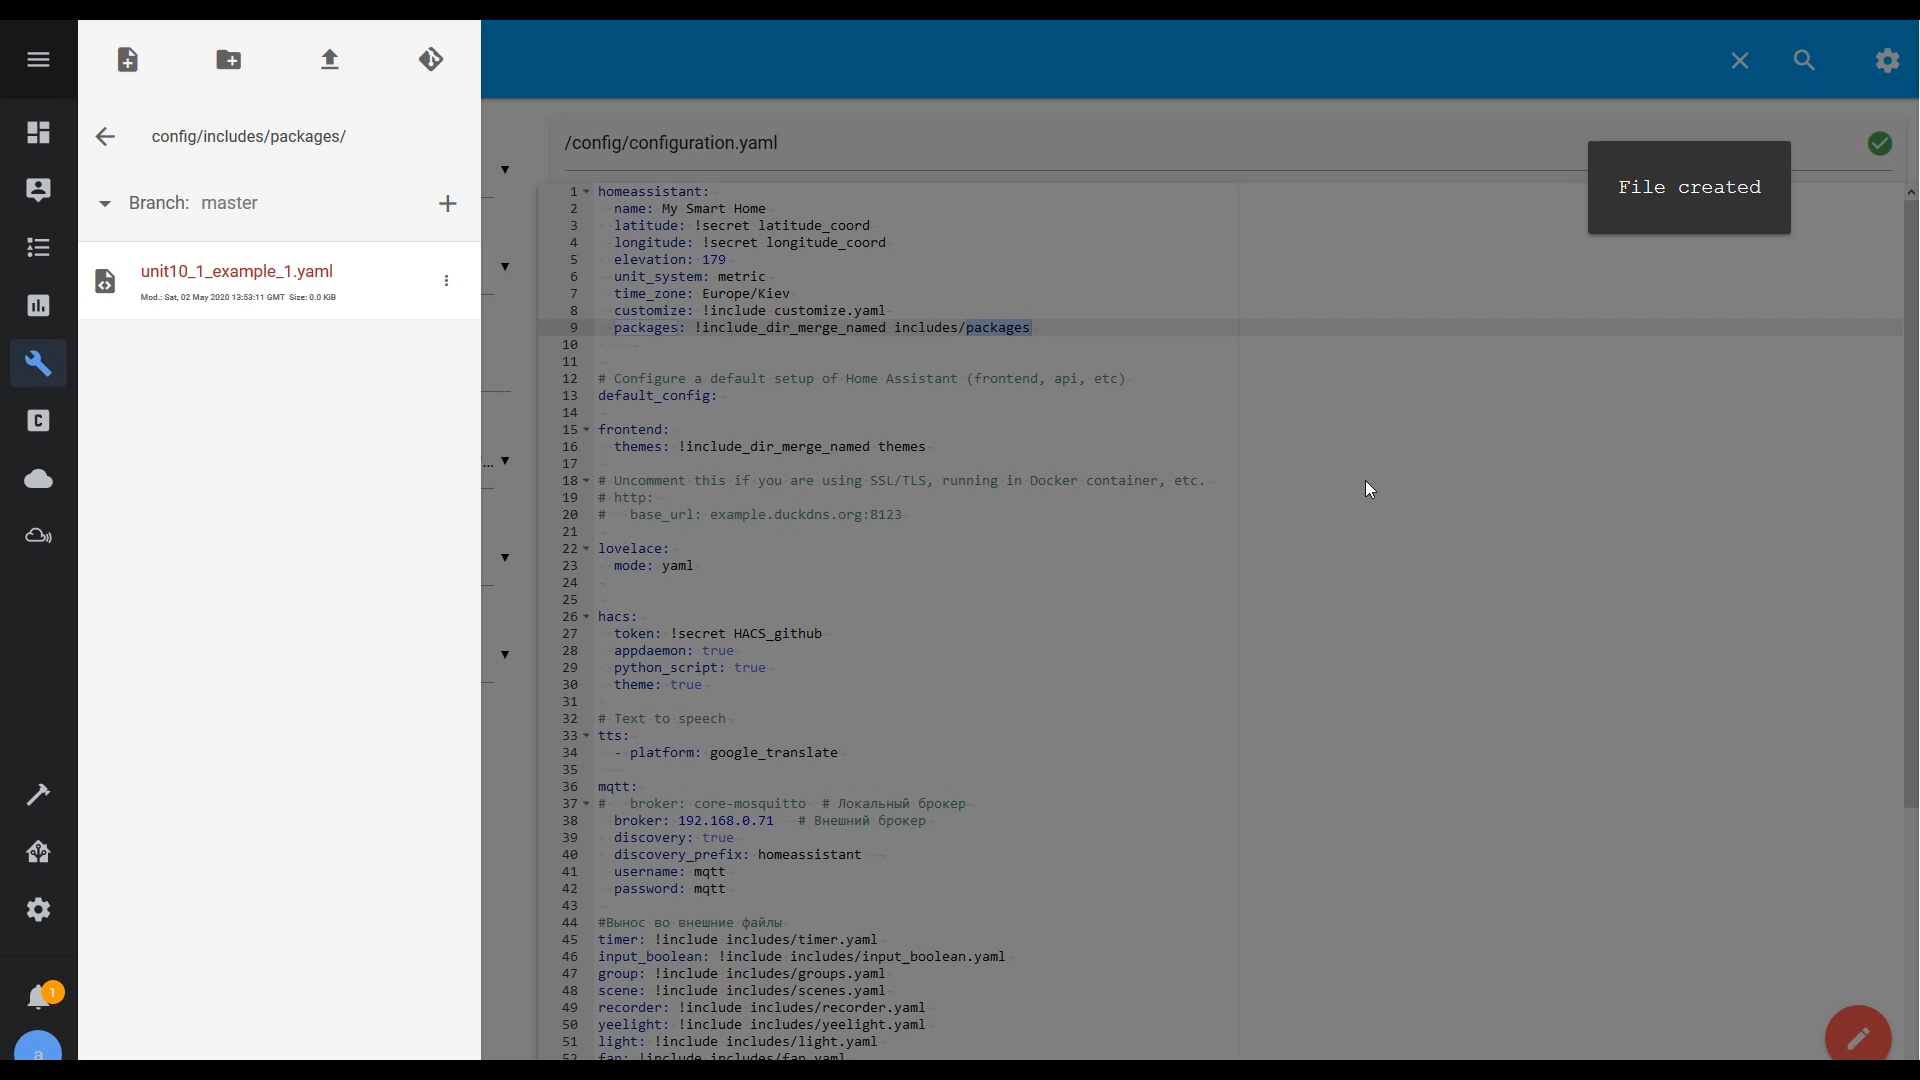 config/includes/packages/
Branch: master
unit10_1_example_1.yaml
Mod.: Sat, 02 May 2020 13:53:11 GMT Size: 0.0 KiB
1
a
...
/config/configuration.yaml
File created
1 homeassistant:
2 name: My Smart Home
3 latitude: !secret latitude_coord
4 longitude: !secret longitude_coord
5 elevation: 179
6 unit_system: metric
7 time_zone: Europe/Kiev
8 customize: !include customize.yaml
9 packages: !include_dir_merge_named includes/packages
10
11
12 # Configure a default setup of Home Assistant (frontend, api, etc)
13 default_config:
14
15 frontend:
16 themes: !include_dir_merge_named themes
17
18 # Uncomment this if you are using SSL/TLS, running in Docker container, etc.
19 # http:
20 # base_url: example.duckdns.org:8123
21
22 lovelace:
23 mode: yaml
24
25
26 hacs:
27 token: !secret HACS_github
28 appdaemon: true
29 python_script: true
30 theme: true
31
32 # Text to speech
33 tts:
34 - platform: google_translate
35
36 mqtt:
37 # broker: core-mosquitto # Локальный брокер
38 broker: 192.168.0.71 # Внешний брокер
39 discovery: true
40 discovery_prefix: homeassistant
41 username: mqtt
42 password: mqtt
43
44 #Вынос во внешние файлы
45 timer: !include includes/timer.yaml
46 input_boolean: !include includes/input_boolean.yaml
47 group: !include includes/groups.yaml
48 scene: !include includes/scenes.yaml
49 recorder: !include includes/recorder.yaml
50 yeelight: !include includes/yeelight.yaml
51 light: !include includes/light.yaml
52 fan: !include includes/fan.yaml